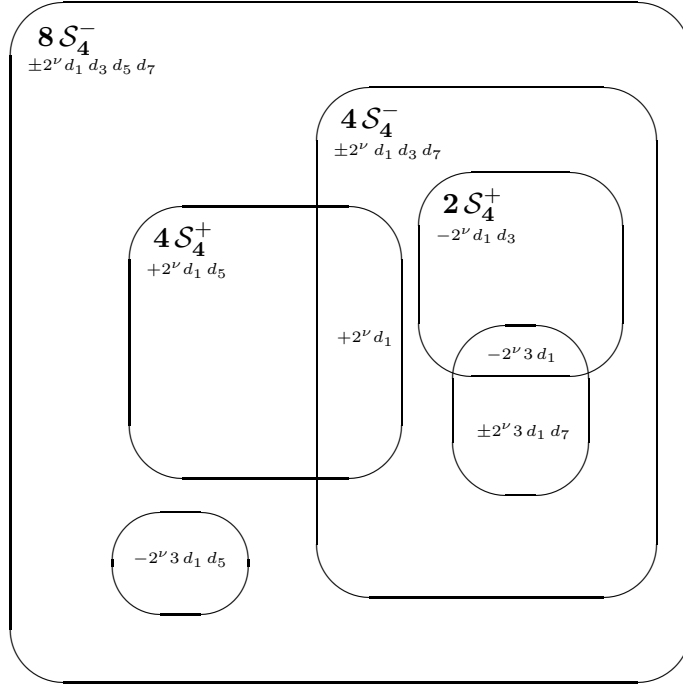 8 𝒮₄⁻
±2^ν d₁ d₃ d₅ d₇
4 𝒮₄⁻
±2^ν d₁ d₃ d₇
2 𝒮₄⁺
−2^ν d₁ d₃
4 𝒮₄⁺
+2^ν d₁ d₅
+2^ν d₁
−2^ν 3 d₁
±2^ν 3 d₁ d₇
−2^ν 3 d₁ d₅